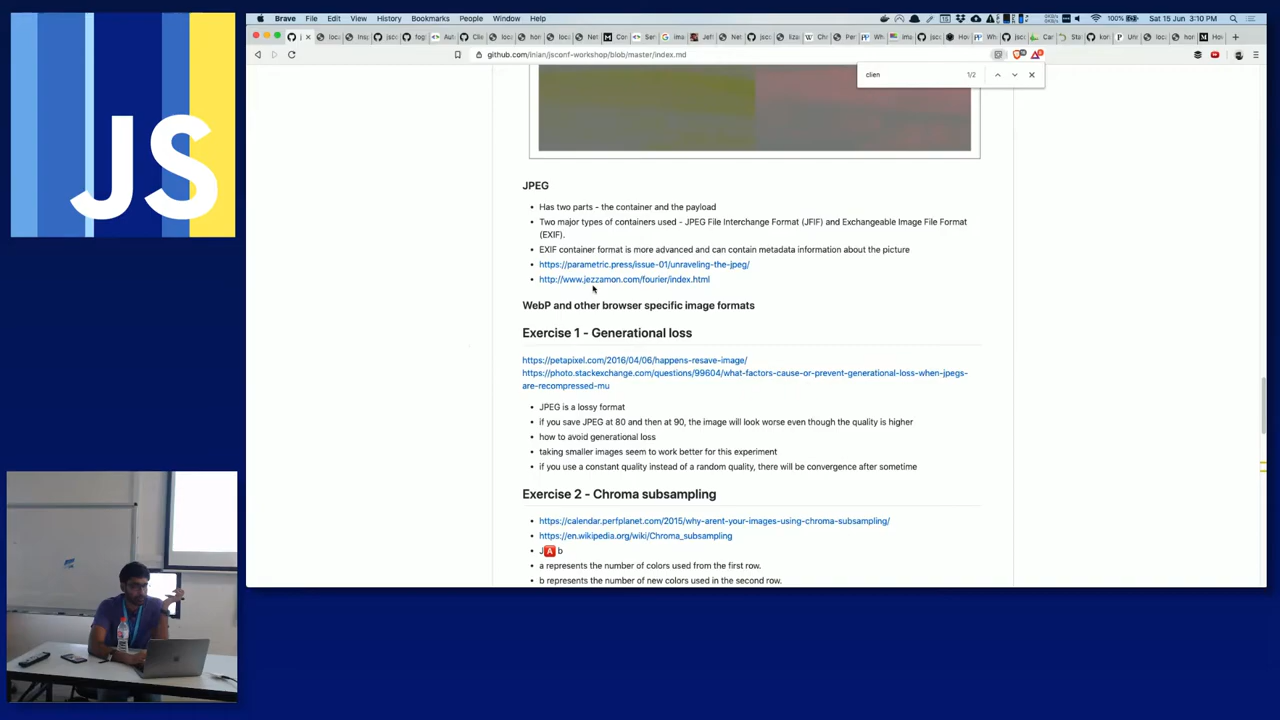 JS
Brave File Edit View History Bookmarks People Window Help
100% Sat 15 Jun 3:10 PM
github.com/inian/jsconf-workshop/blob/master/index.md
clien 1/2
JPEG
Has two parts - the container and the payload
Two major types of containers used - JPEG File Interchange Format (JFIF) and Exchangeable Image File Format
(EXIF).
EXIF container format is more advanced and can contain metadata information about the picture
https://parametric.press/issue-01/unraveling-the-jpeg/
http://www.jezzamon.com/fourier/index.html
WebP and other browser specific image formats
Exercise 1 - Generational loss
https://petapixel.com/2016/04/06/happens-resave-image/
https://photo.stackexchange.com/questions/99604/what-factors-cause-or-prevent-generational-loss-when-jpegs-
are-recompressed-mu
JPEG is a lossy format
if you save JPEG at 80 and then at 90, the image will look worse even though the quality is higher
how to avoid generational loss
taking smaller images seem to work better for this experiment
if you use a constant quality instead of a random quality, there will be convergence after sometime
Exercise 2 - Chroma subsampling
https://calendar.perfplanet.com/2015/why-arent-your-images-using-chroma-subsampling/
https://en.wikipedia.org/wiki/Chroma_subsampling
J🅰b
a represents the number of colors used from the first row.
b represents the number of new colors used in the second row.